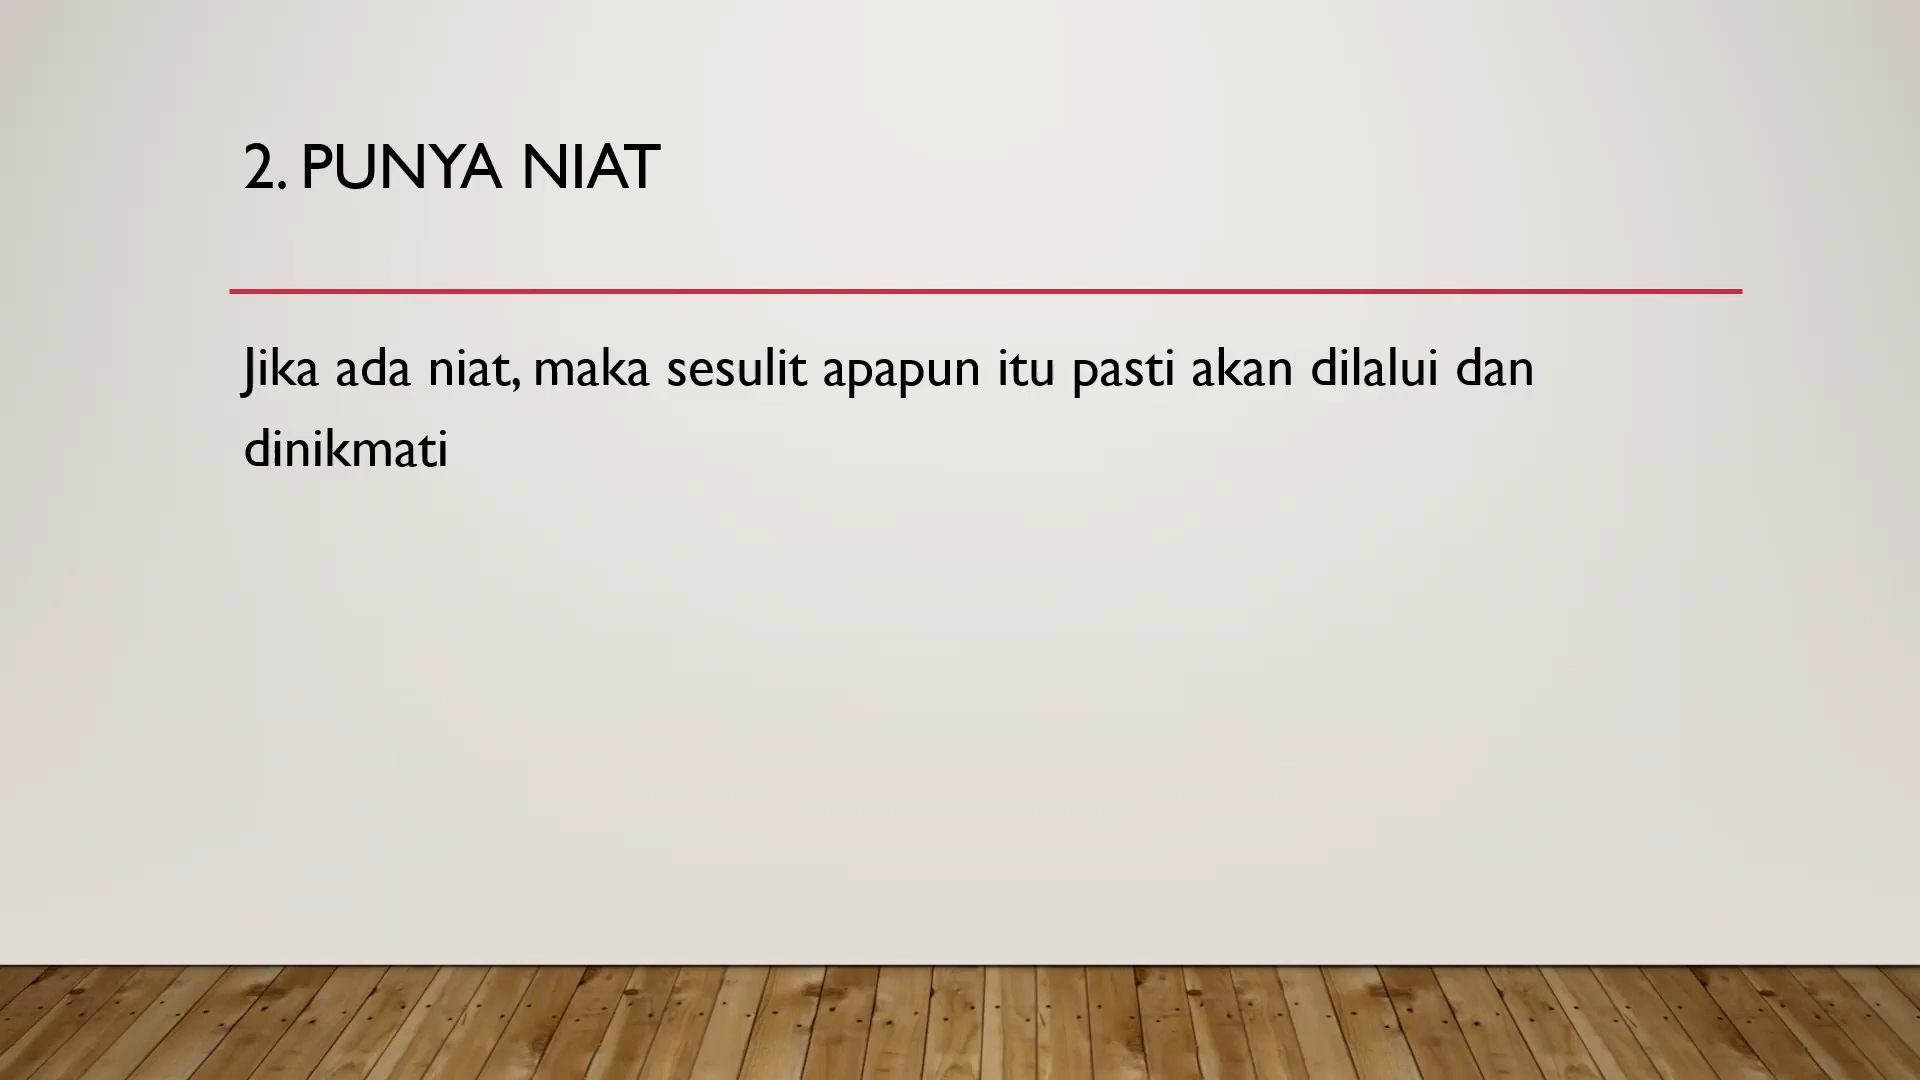 2. PUNYA NIAT
Jika ada niat, maka sesulit apapun itu pasti akan dilalui dan
dinikmati